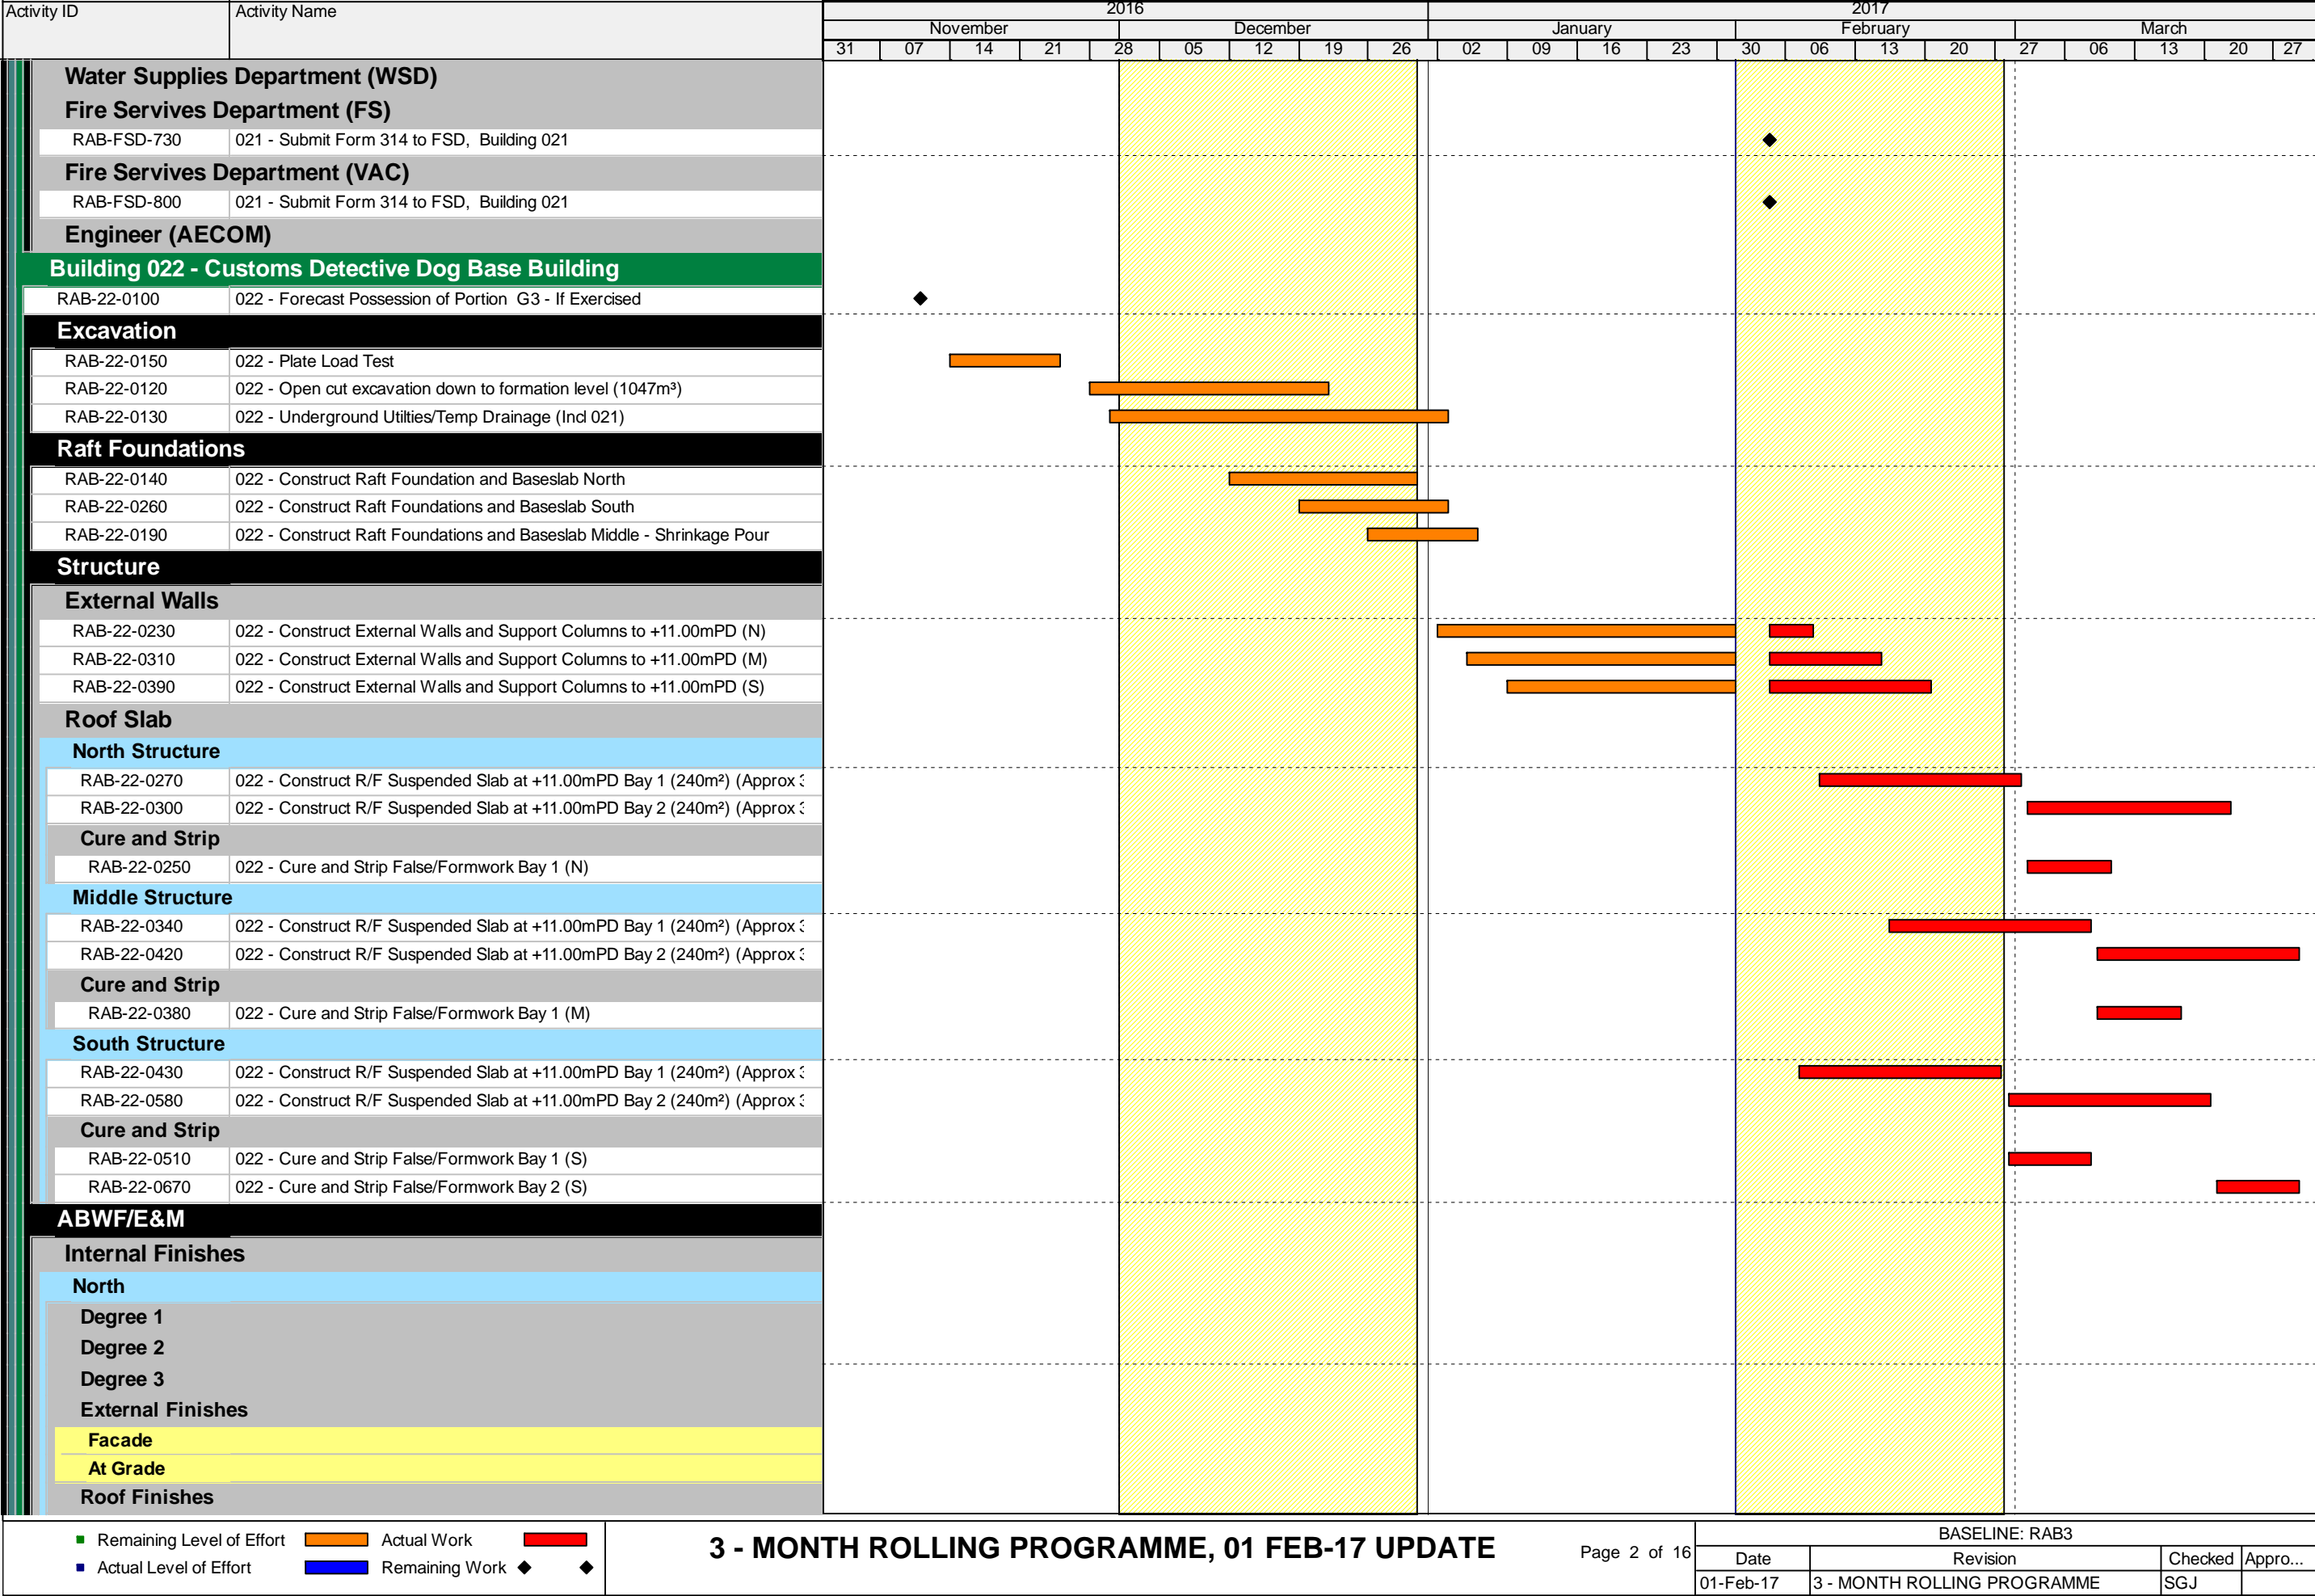 Activity ID Activity Name 2016 2017
November December January February March
31 07 14 21 28 05 12 19 26 02 09 16 23 30 06 13 20 27 06 13 20 27
Water Supplies Department (WSD)
Fire Servives Department (FS)
RAB-FSD-730 021 - Submit Form 314 to FSD, Building 021
Fire Servives Department (VAC)
RAB-FSD-800 021 - Submit Form 314 to FSD, Building 021
Engineer (AECOM)
Building 022 - Customs Detective Dog Base Building
RAB-22-0100 022 - Forecast Possession of Portion G3 - If Exercised
Excavation
RAB-22-0150 022 - Plate Load Test
RAB-22-0120 022 - Open cut excavation down to formation level (1047m³)
RAB-22-0130 022 - Underground Utilties/Temp Drainage (Incl 021)
Raft Foundations
RAB-22-0140 022 - Construct Raft Foundation and Baseslab North
RAB-22-0260 022 - Construct Raft Foundations and Baseslab South
RAB-22-0190 022 - Construct Raft Foundations and Baseslab Middle - Shrinkage Pour
Structure
External Walls
RAB-22-0230 022 - Construct External Walls and Support Columns to +11.00mPD (N)
RAB-22-0310 022 - Construct External Walls and Support Columns to +11.00mPD (M)
RAB-22-0390 022 - Construct External Walls and Support Columns to +11.00mPD (S)
Roof Slab
North Structure
RAB-22-0270 022 - Construct R/F Suspended Slab at +11.00mPD Bay 1 (240m²) (Approx
RAB-22-0300 022 - Construct R/F Suspended Slab at +11.00mPD Bay 2 (240m²) (Approx
Cure and Strip
RAB-22-0250 022 - Cure and Strip False/Formwork Bay 1 (N)
Middle Structure
RAB-22-0340 022 - Construct R/F Suspended Slab at +11.00mPD Bay 1 (240m²) (Approx
RAB-22-0420 022 - Construct R/F Suspended Slab at +11.00mPD Bay 2 (240m²) (Approx
Cure and Strip
RAB-22-0380 022 - Cure and Strip False/Formwork Bay 1 (M)
South Structure
RAB-22-0430 022 - Construct R/F Suspended Slab at +11.00mPD Bay 1 (240m²) (Approx
RAB-22-0580 022 - Construct R/F Suspended Slab at +11.00mPD Bay 2 (240m²) (Approx
Cure and Strip
RAB-22-0510 022 - Cure and Strip False/Formwork Bay 1 (S)
RAB-22-0670 022 - Cure and Strip False/Formwork Bay 2 (S)
ABWF/E&M
Internal Finishes
North
Degree 1
Degree 2
Degree 3
External Finishes
Facade
At Grade
Roof Finishes
Remaining Level of Effort Actual Work
Actual Level of Effort Remaining Work
3 - MONTH ROLLING PROGRAMME, 01 FEB-17 UPDATE
Page 2 of 16
BASELINE: RAB3
Date Revision Checked Appro...
01-Feb-17 3 - MONTH ROLLING PROGRAMME SGJ